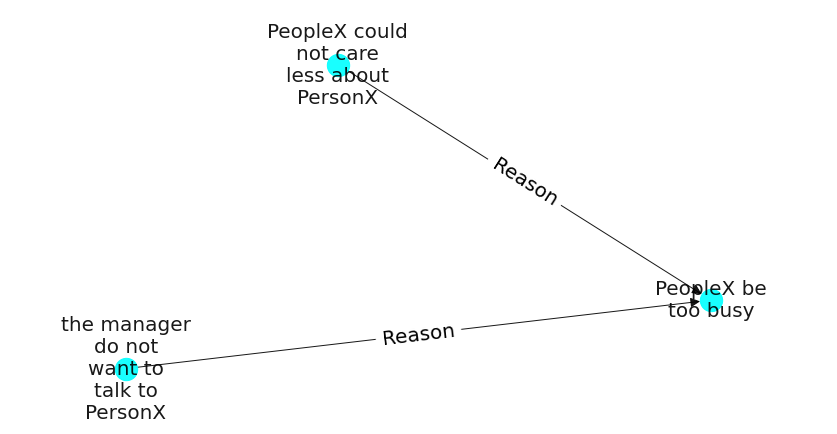 PeopleX could
not care
less about
PersonX
Reason
PeopleX be
too busy
Reason
the manager
do not
want to
talk to
PersonX